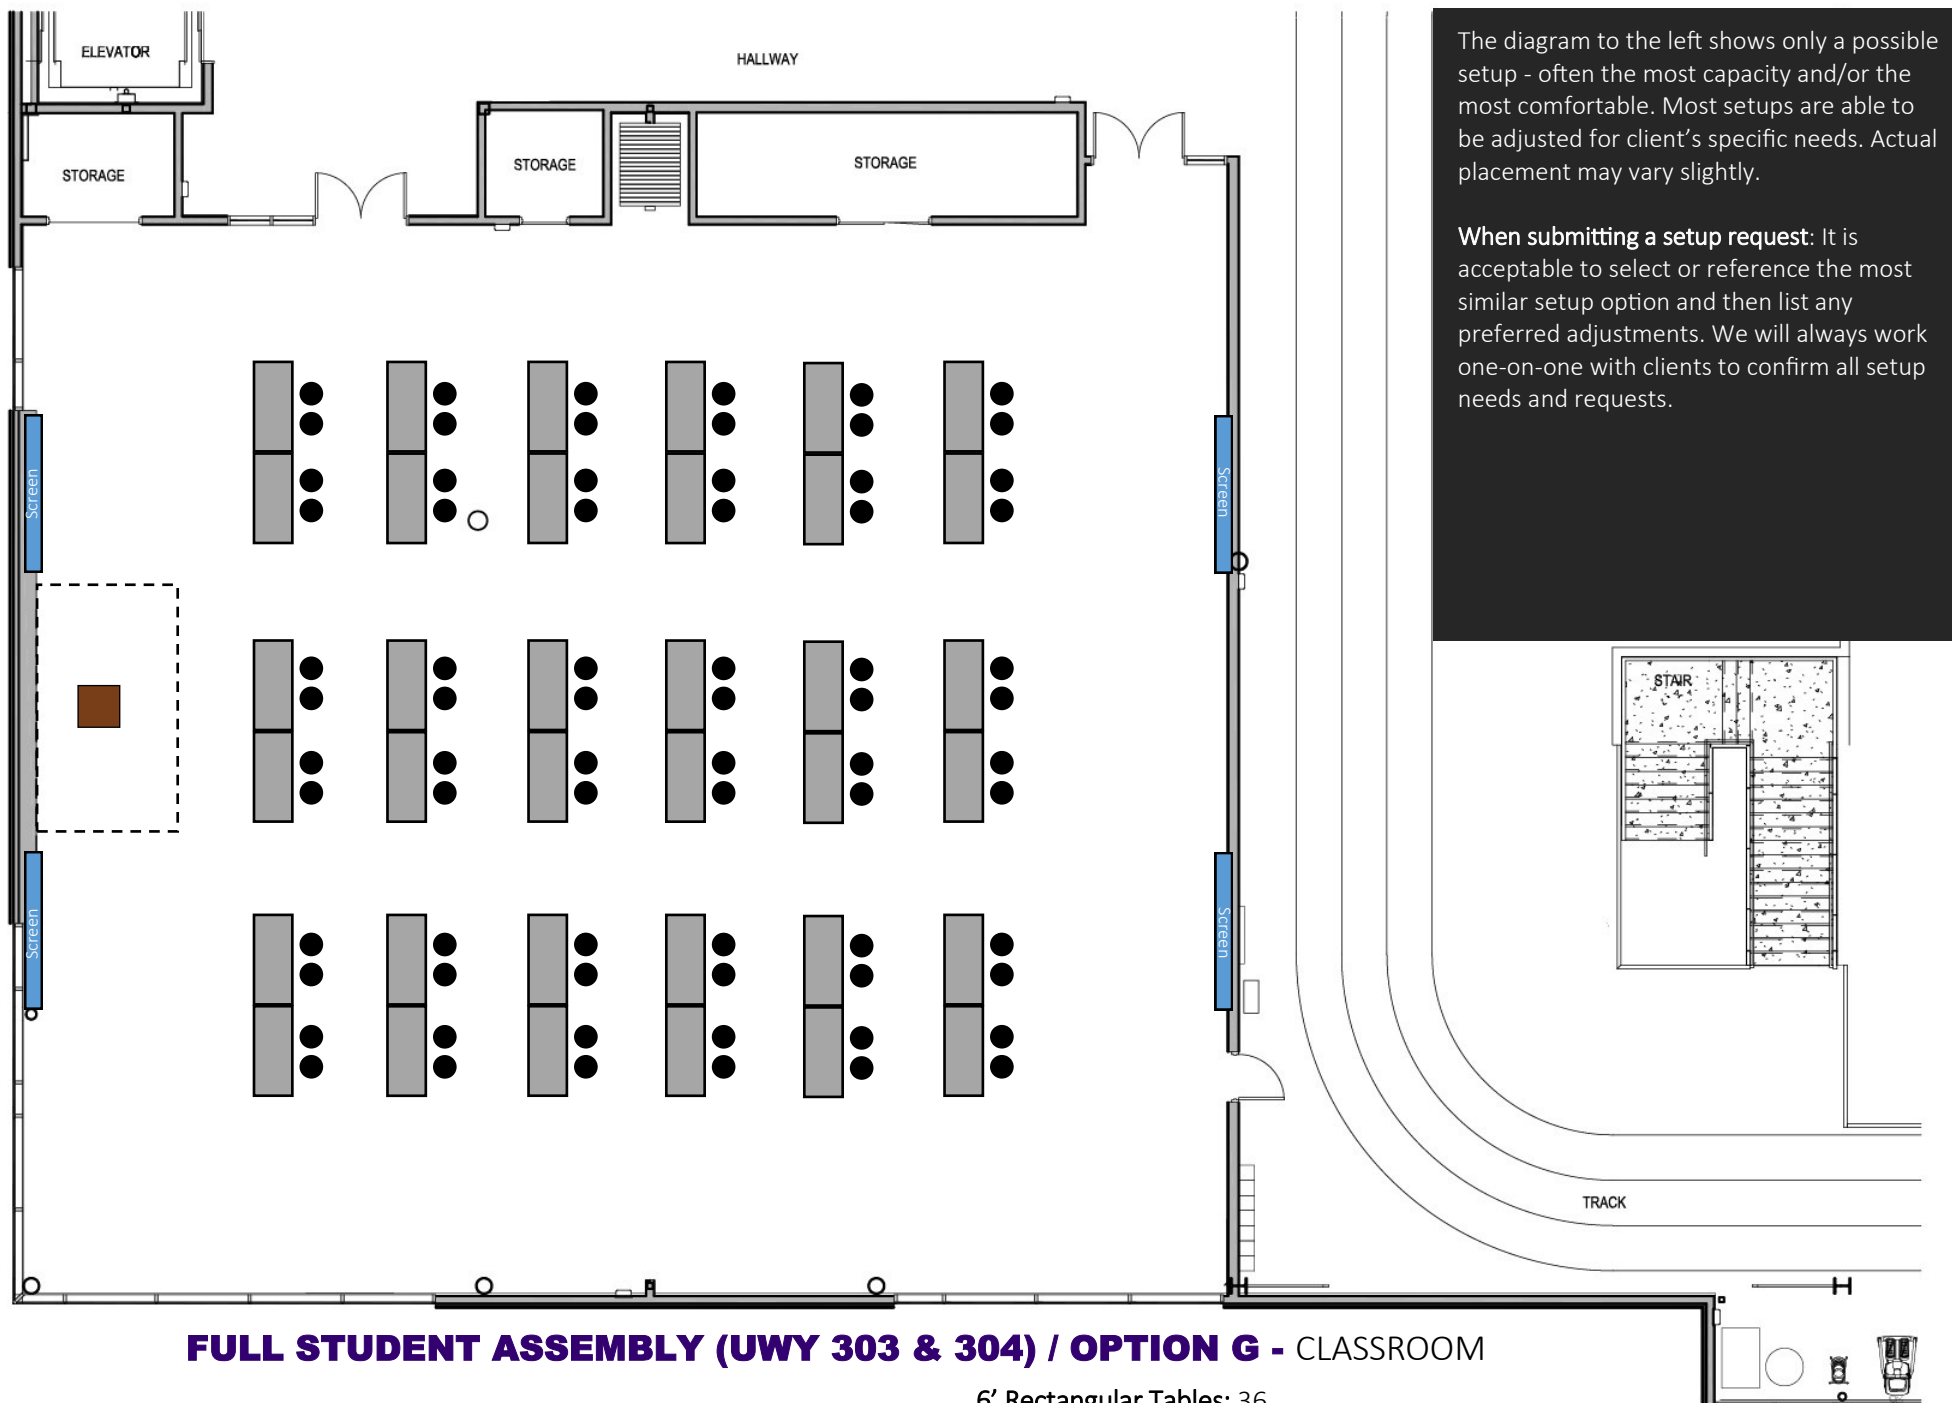 ELEVATOR
HALLWAY
STORAGE
STORAGE
STORAGE
The diagram to the left shows only a possible
setup - often the most capacity and/or the
most comfortable. Most setups are able to
be adjusted for client's specific needs. Actual
placement may vary slightly.
When submitting a setup request: It is
acceptable to select or reference the most
similar setup option and then list any
preferred adjustments. We will always work
one-on-one with clients to confirm all setup
needs and requests.
Screen
Screen
Screen
Screen
STAIR
TRACK
FULL STUDENT ASSEMBLY (UWY 303 & 304) / OPTION G - CLASSROOM
6' Rectangular Tables: 36